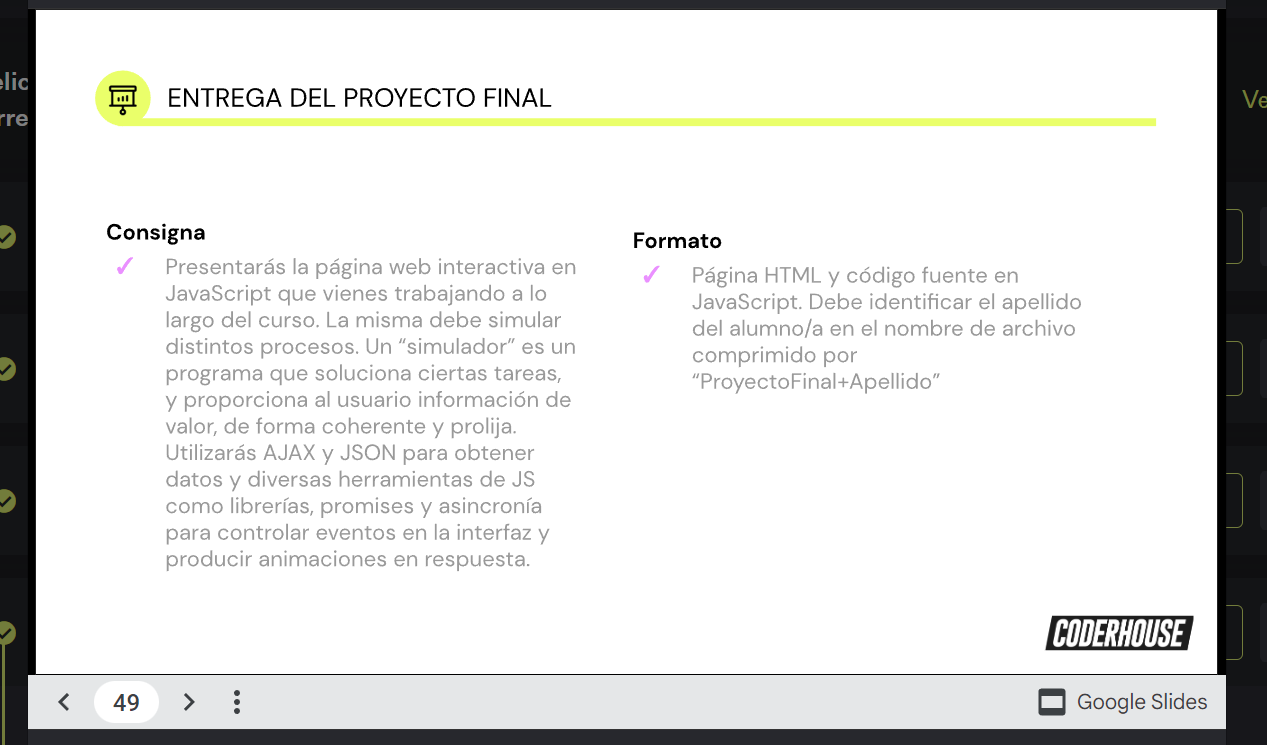 ENTREGA DEL PROYECTO FINAL
Consigna
Presentarás la página web interactiva en
JavaScript que vienes trabajando a lo
largo del curso. La misma debe simular
distintos procesos. Un “simulador” es un
programa que soluciona ciertas tareas,
y proporciona al usuario información de
valor, de forma coherente y prolija.
Utilizarás AJAX y JSON para obtener
datos y diversas herramientas de JS
como librerías, promises y asincronía
para controlar eventos en la interfaz y
producir animaciones en respuesta.
Formato
Página HTML y código fuente en
JavaScript. Debe identificar el apellido
del alumno/a en el nombre de archivo
comprimido por
“ProyectoFinal+Apellido”
CODERHOUSE
49
Google Slides